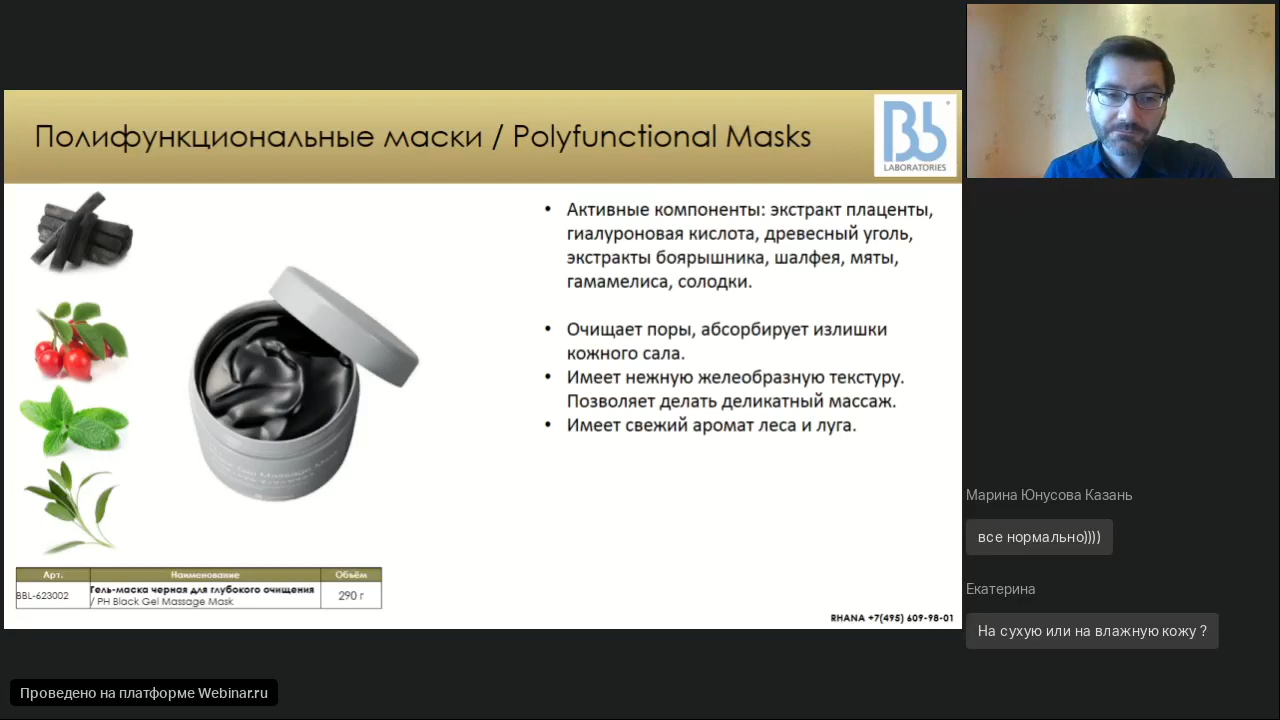 Полифункциональные маски / Polyfunctional Masks
Bb
LABORATORIES
• Активные компоненты: экстракт плаценты,
гиалуроновая кислота, древесный уголь,
экстракты боярышника, шалфея, мяты,
гамамелиса, солодки.
• Очищает поры, абсорбирует излишки
кожного сала.
• Имеет нежную желеобразную текстуру.
Позволяет делать деликатный массаж.
• Имеет свежий аромат леса и луга.
Gel Massage Mask
Арт. Наименование Объём
BBL-623002 Гель-маска черная для глубокого очищения 290 г
/ PH Black Gel Massage Mask
RHANA +7(495) 609-98-01
Марина Юнусова Казань
все нормально))))
Екатерина
На сухую или на влажную кожу ?
Проведено на платформе Webinar.ru